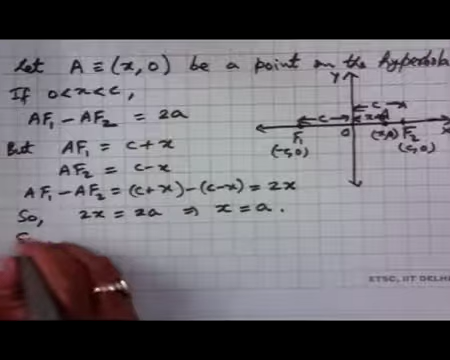 Let A ≡ (x, 0) be a point on the hyperbola
If 0<x<c,
AF₁ - AF₂ = 2a
But AF₁ = c+x
AF₂ = c-x
AF₁ - AF₂ = (c+x)-(c-x) = 2x
So, 2x = 2a ⇒ x = a.
S
Y
c
c
x
A
X
F₁
O
(x,0)
F₂
(-c,0)
(c,0)
ETSC, IIT DELHI